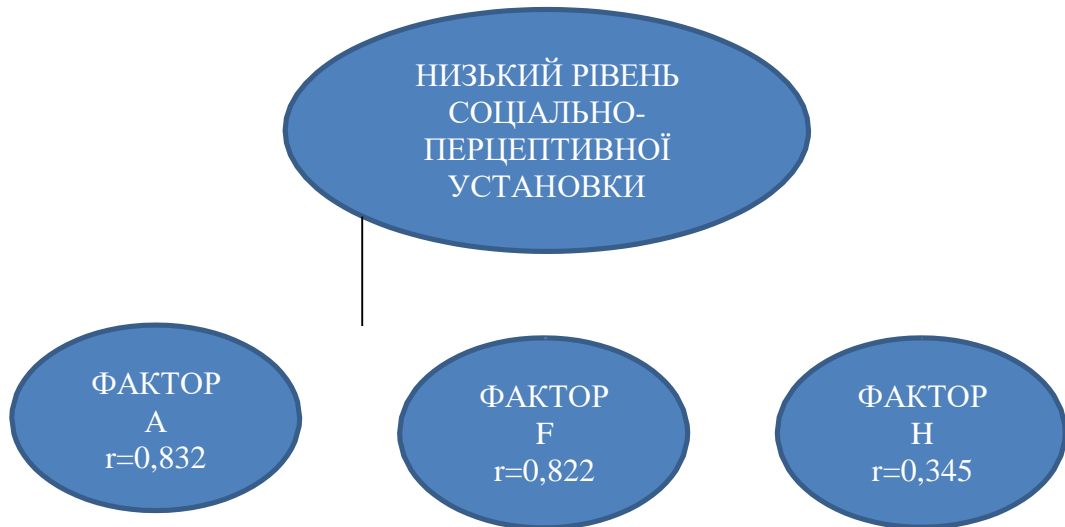 НИЗЬКИЙ РІВЕНЬ
СОЦІАЛЬНО-
ПЕРЦЕПТИВНОЇ
УСТАНОВКИ
ФАКТОР
А
r=0,832
ФАКТОР
F
r=0,822
ФАКТОР
Н
r=0,345